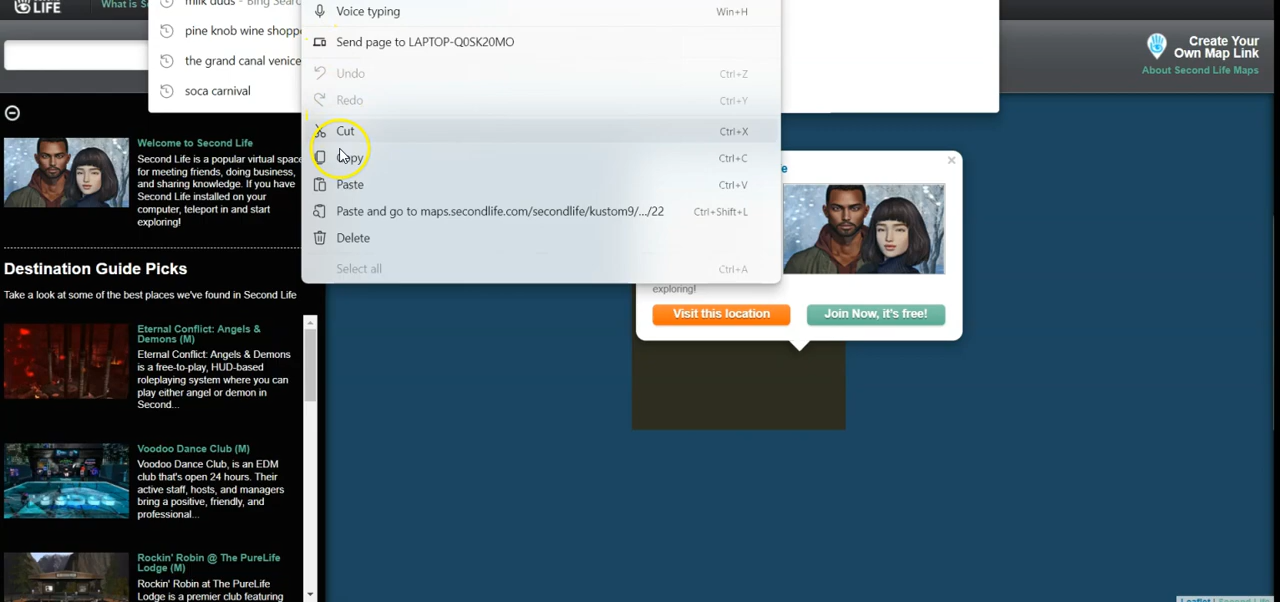 LIFE
What is S
milk duds - Bing Searc
pine knob wine shoppe
the grand canal venice
soca carnival
Voice typing Win+H
Send page to LAPTOP-Q0SK20MO
Undo Ctrl+Z
Redo Ctrl+Y
Cut Ctrl+X
Copy Ctrl+C
Paste Ctrl+V
Paste and go to maps.secondlife.com/secondlife/kustom9/.../22 Ctrl+Shift+L
Delete
Select all Ctrl+A
Create Your
Own Map Link
About Second Life Maps
Welcome to Second Life
Second Life is a popular virtual space
for meeting friends, doing business,
and sharing knowledge. If you have
Second Life installed on your
computer, teleport in and start
exploring!
Destination Guide Picks
Take a look at some of the best places we've found in Second Life
Eternal Conflict: Angels &
Demons (M)
Eternal Conflict: Angels & Demons
is a free-to-play, HUD-based
roleplaying system where you can
play either angel or demon in
Second...
Voodoo Dance Club (M)
Voodoo Dance Club, is an EDM
club that's open 24 hours. Their
active staff, hosts, and managers
bring a positive, friendly, and
professional...
Rockin' Robin @ The PureLife
Lodge (M)
Rockin' Robin at The PureLife
Lodge is a premier club featuring
e
exploring!
Visit this location
Join Now, it's free!